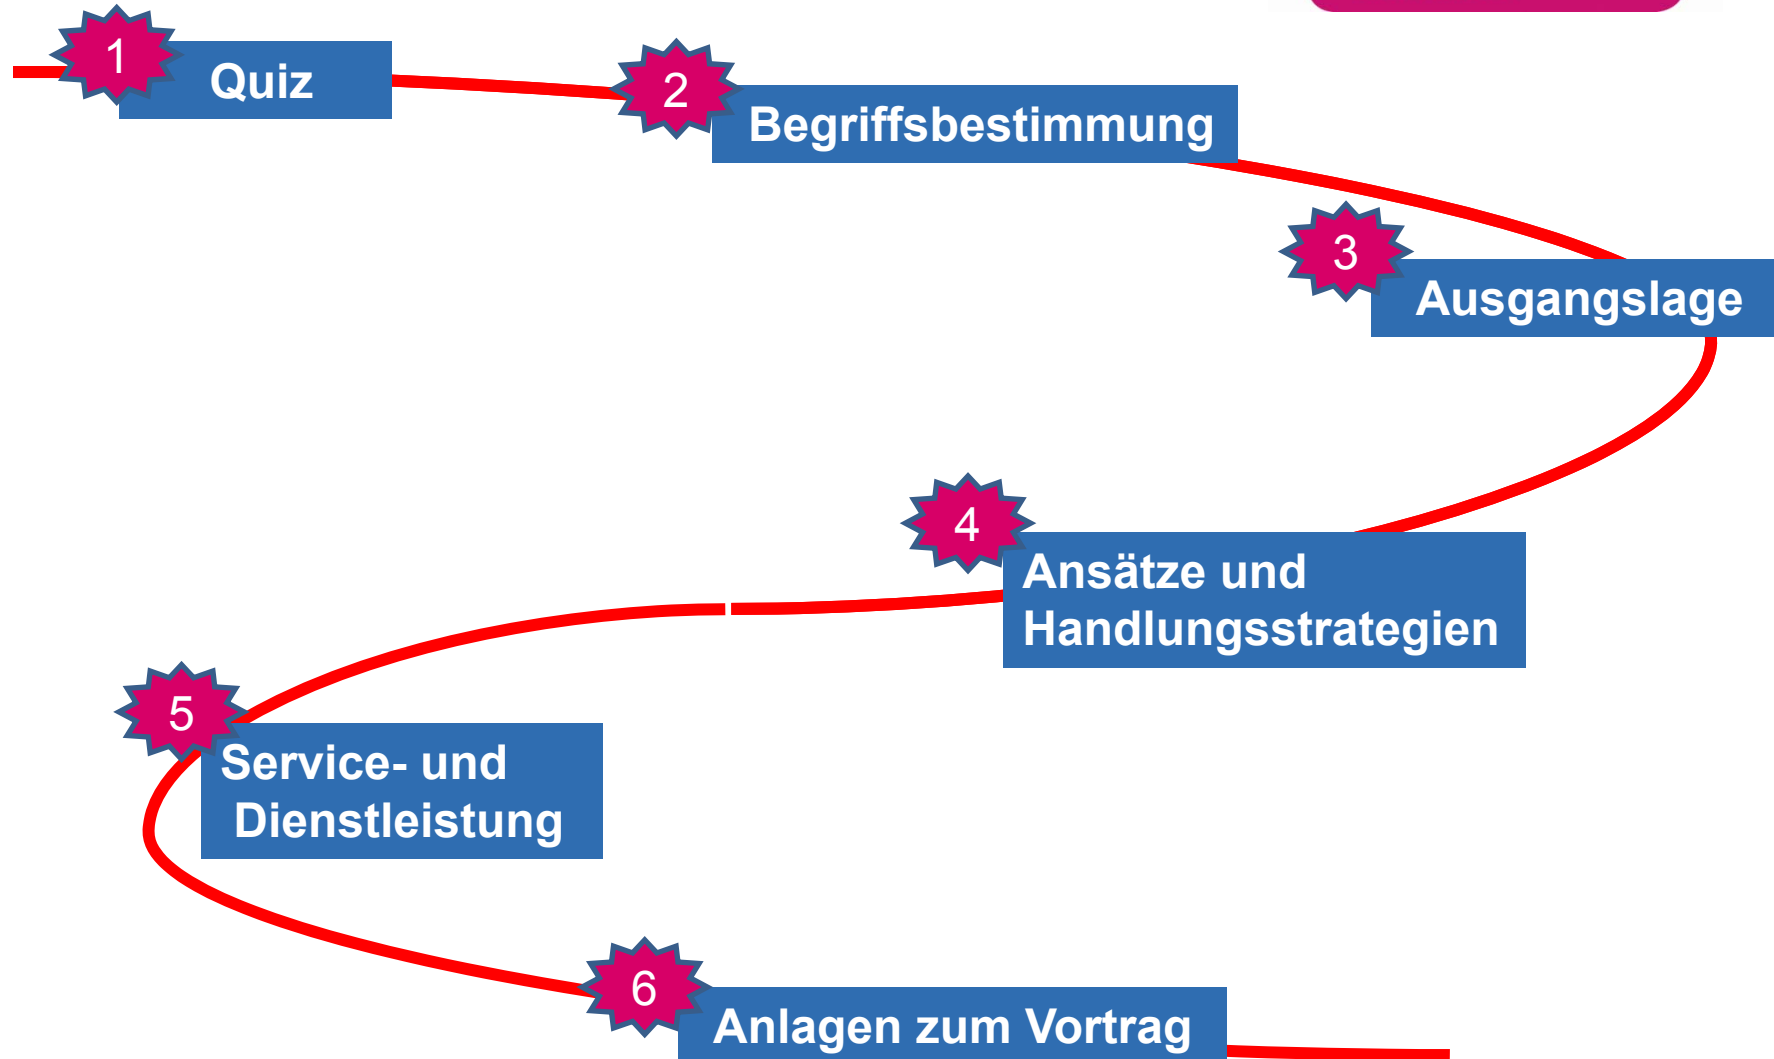 1
Quiz
2
Begriffsbestimmung
3
Ausgangslage
4
Ansätze und
Handlungsstrategien
5
Service- und
Dienstleistung
6
Anlagen zum Vortrag